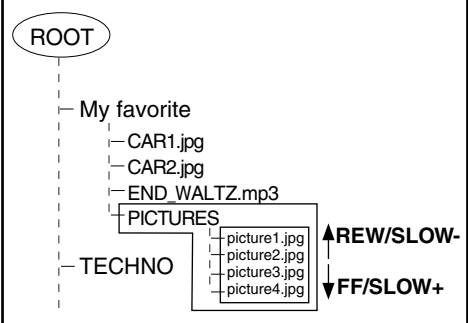 ROOT
My favorite
CAR1.jpg
CAR2.jpg
END_WALTZ.mp3
PICTURES
picture1.jpg
picture2.jpg
picture3.jpg
picture4.jpg
REW/SLOW-
FF/SLOW+
TECHNO